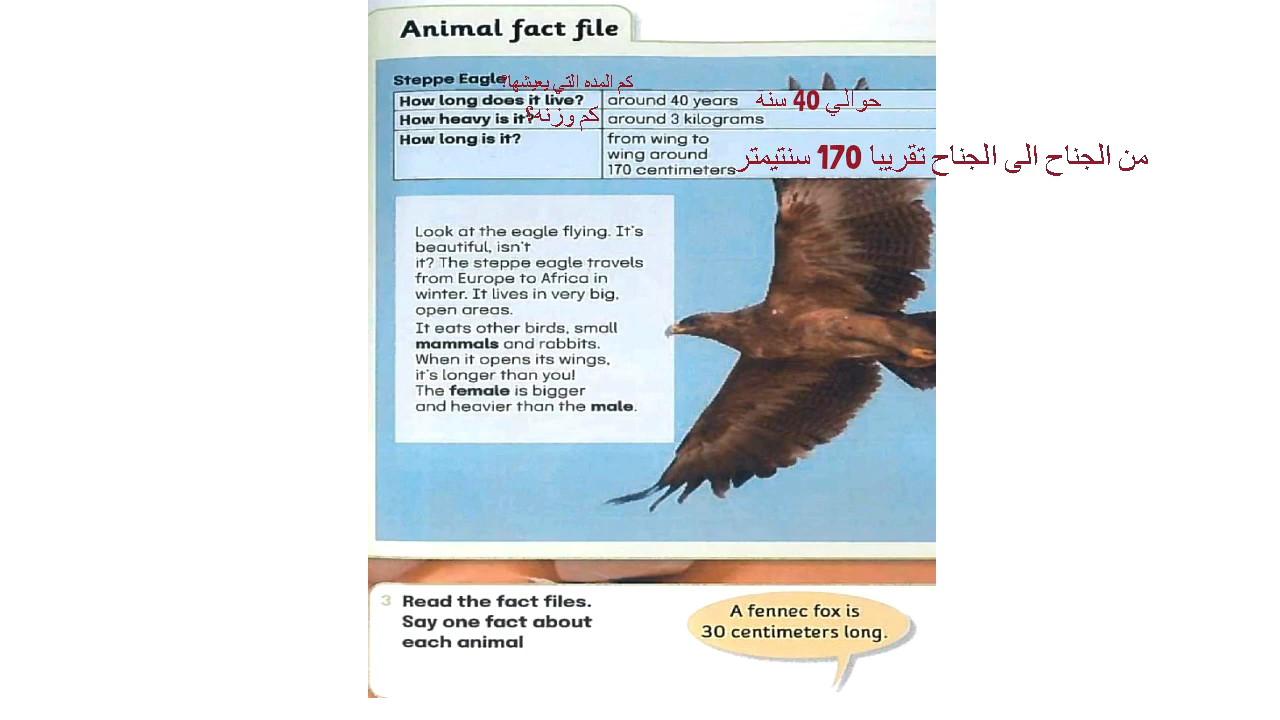 Animal fact file
Steppe Eagle
كم المده التي يعيشها؟
How long does it live? around 40 years حوالي 40 سنه
How heavy is it? كم وزنه؟ around 3 kilograms
How long is it? from wing to
wing around
170 centimeters من الجناح الى الجناح تقريبا 170 سنتيمتر
Look at the eagle flying. It's
beautiful, isn't
it? The steppe eagle travels
from Europe to Africa in
winter. It lives in very big,
open areas.
It eats other birds, small
mammals and rabbits.
When it opens its wings,
it's longer than you!
The female is bigger
and heavier than the male.
3 Read the fact files.
Say one fact about
each animal
A fennec fox is
30 centimeters long.